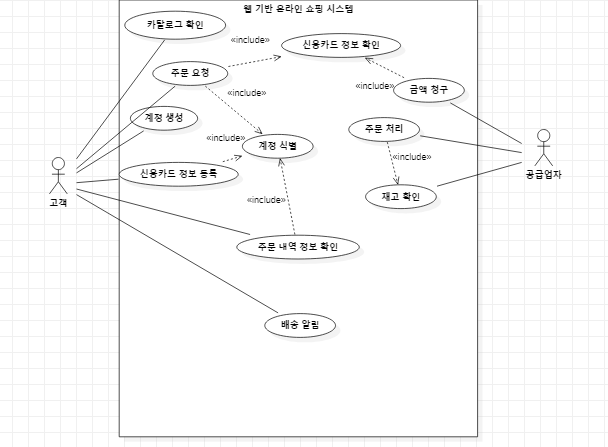 웹 기반 온라인 쇼핑 시스템
카탈로그 확인
«include»
신용카드 정보 확인
주문 요청
«include»
«include»
금액 청구
계정 생성
주문 처리
«include»
계정 식별
«include»
신용카드 정보 등록
재고 확인
고객
공급업자
«include»
주문 내역 정보 확인
배송 알림